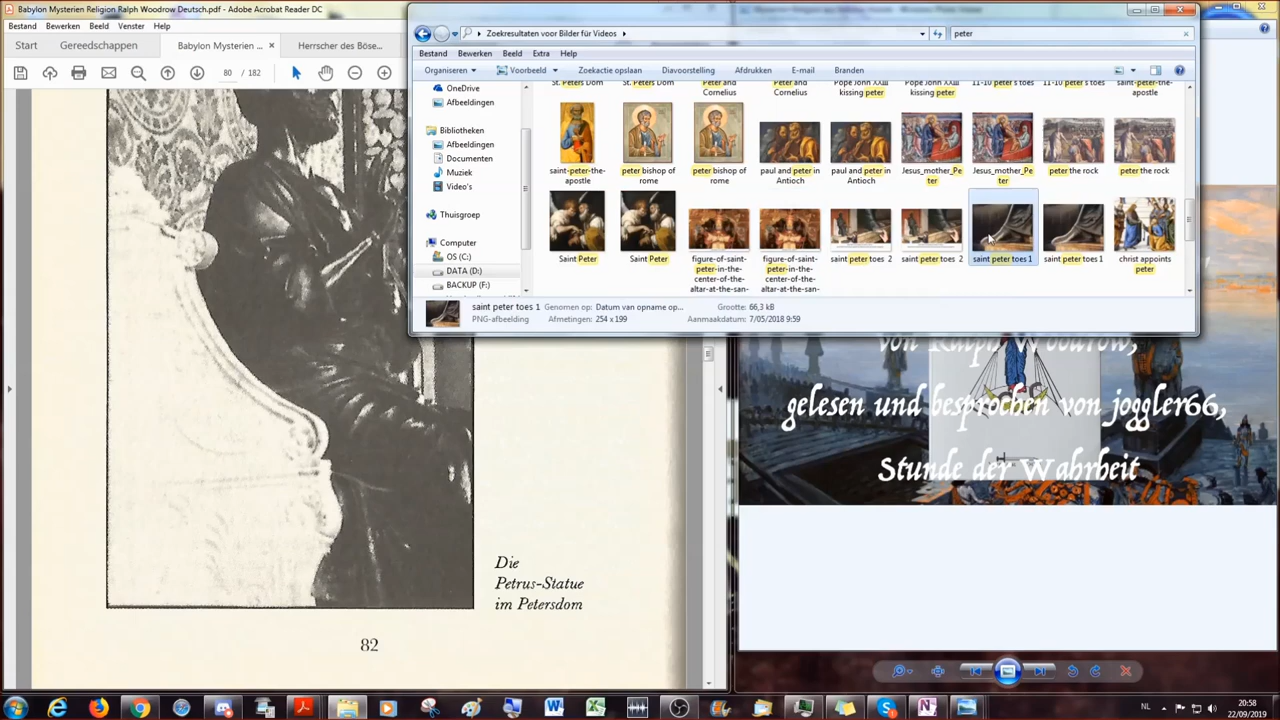 Babylon Mysterien Religion Ralph Woodrow Deutsch.pdf - Adobe Acrobat Reader DC
Bestand Bewerken Beeld Venster Help
Start Gereedschappen Babylon Mysterien ... × Herrscher des Böse...
80 / 182
Die
Petrus-Statue
im Petersdom
82
Zoekresultaten voor Bilder für Videos
peter
Bestand Bewerken Beeld Extra Help
Organiseren Voorbeeld Zoekactie opslaan Diavoorstelling Afdrukken E-mail Branden
OneDrive
Afbeeldingen
Bibliotheken
Afbeeldingen
Documenten
Muziek
Video's
Thuisgroep
Computer
OS (C:)
DATA (D:)
BACKUP (F:)
St. Peters Dom St. Peters Dom Peter and Cornelius Peter and Cornelius Pope John XXIII kissing peter Pope John XXIII kissing peter 11-10 peter's toes 11-10 peter's toes saint-peter-the-apostle
saint-peter-the-apostle peter bishop of rome peter bishop of rome paul and peter in Antioch paul and peter in Antioch Jesus_mother_Peter Jesus_mother_Peter peter the rock peter the rock
Saint Peter Saint Peter figure-of-saint-peter-in-the-center-of-the-altar-at-the-san- figure-of-saint-peter-in-the-center-of-the-altar-at-the-san- saint peter toes 2 saint peter toes 2 saint peter toes 1 saint peter toes 1 christ appoints peter
saint peter toes 1 Genomen op: Datum van opname op... Grootte: 66,3 kB
PNG-afbeelding Afmetingen: 254 x 199 Aanmaakdatum: 7/05/2018 9:59
von Ralph Woodrow,
gelesen und besprochen von joggler66,
Stunde der Wahrheit
NL
20:58
22/09/2019